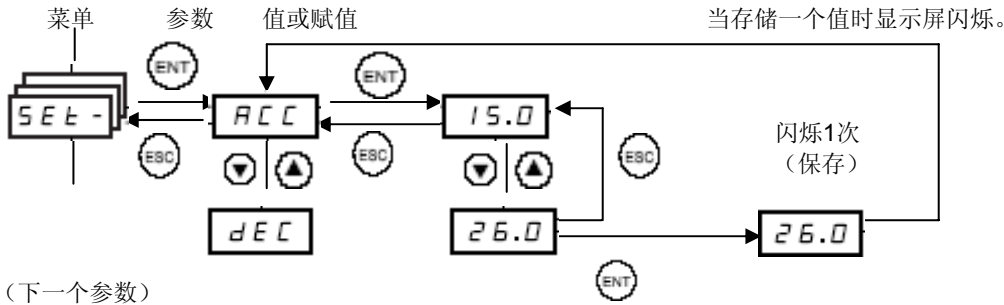 菜单 参数 值或赋值 当存储一个值时显示屏闪烁。
ENT ENT
SEt - ACC 15.0
ESC ESC ESC
闪烁1次
（保存）
dEC 26.0 26.0
ENT
（下一个参数）